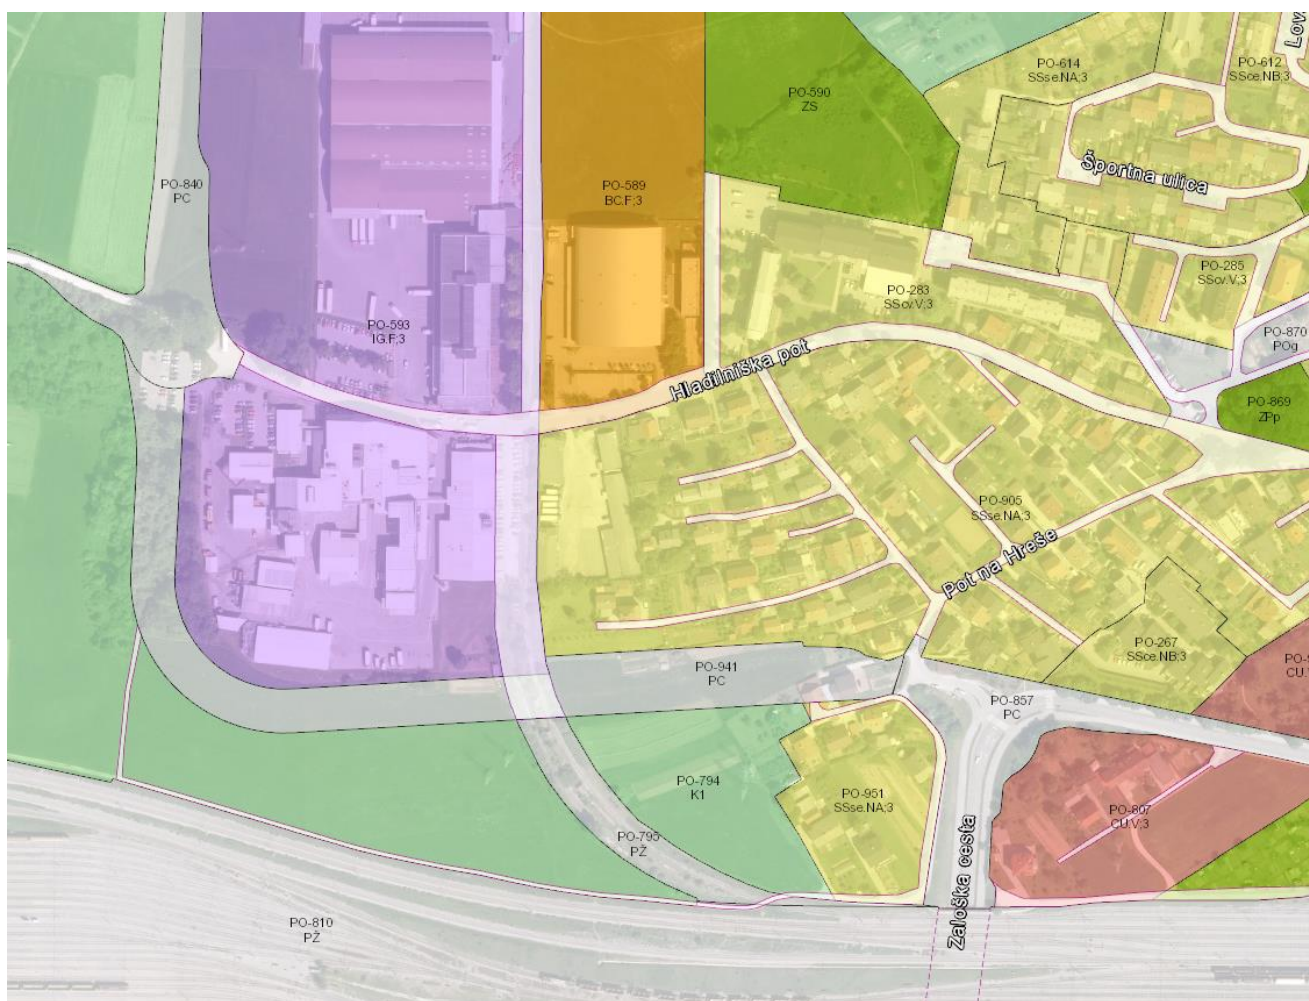 Lov
PO-614
SSse.NA;3
PO-612
SSce.NB;3
PO-590
ZS
Športna ulica
PO-840
PC
PO-589
BC.F;3
PO-285
SScv.V;3
PO-283
SScv.V;3
PO-593
IG.F;3
PO-870
POg
Hladilniška pot
PO-869
ZPp
PO-905
SSse.NA;3
Pot na Hreše
PO-267
SSce.NB;3
PO-941
PC
CU.
PO-857
PC
PO-794
K1
PO-951
SSse.NA;3
PO-807
CU.V;3
PO-795
PŽ
Zaloška cesta
PO-810
PŽ